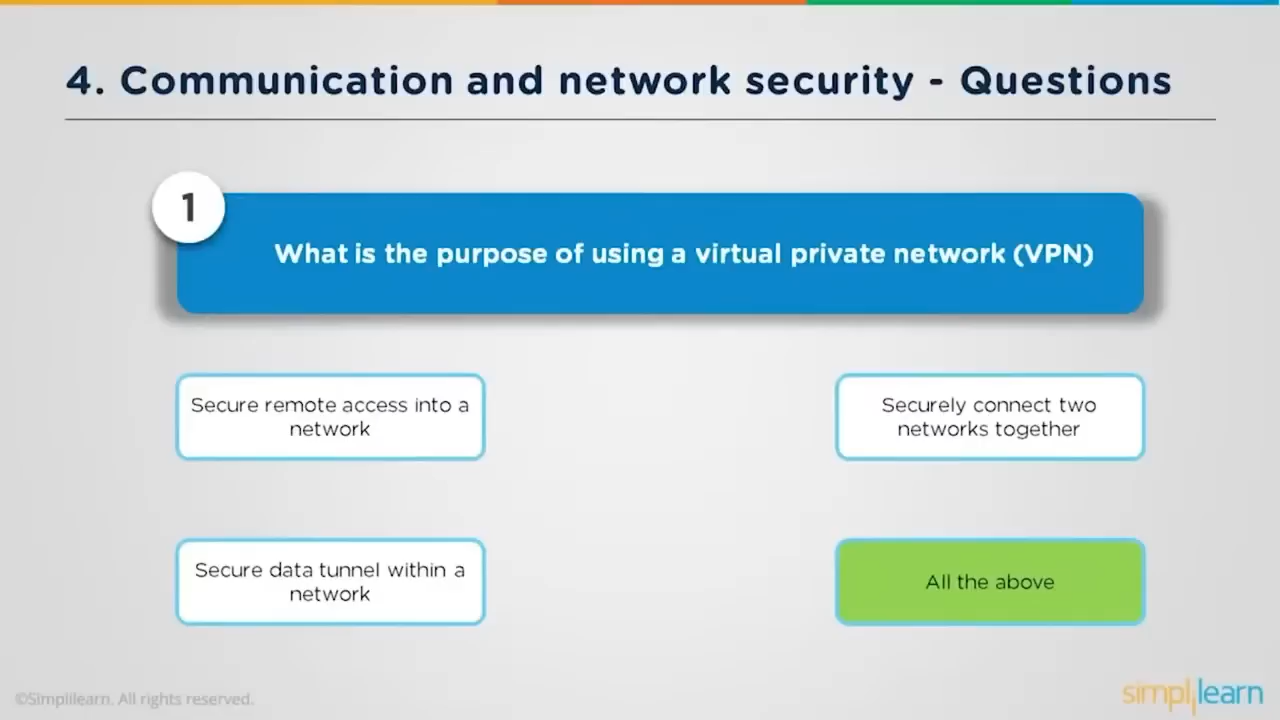 4. Communication and network security - Questions
1
What is the purpose of using a virtual private network (VPN)
Secure remote access into a
network
Securely connect two
networks together
Secure data tunnel within a
network
All the above
©Simplilearn. All rights reserved.
simplilearn